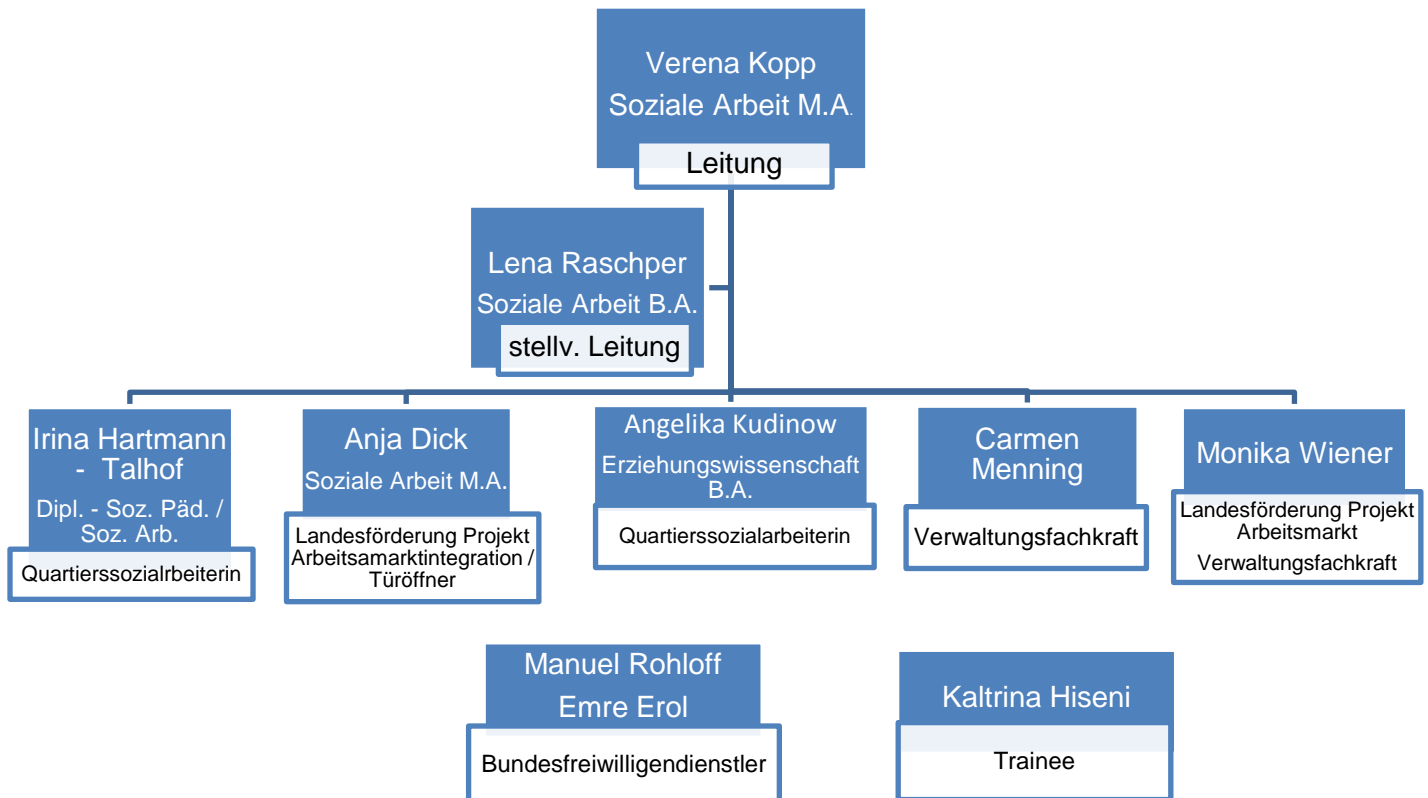 Verena Kopp
Soziale Arbeit M.A.
Leitung
Lena Raschper
Soziale Arbeit B.A.
stellv. Leitung
Irina Hartmann
- Talhof
Dipl. - Soz. Päd. /
Soz. Arb.
Quartierssozialrbeiterin
Anja Dick
Soziale Arbeit M.A.
Landesförderung Projekt
Arbeitsamarktintegration /
Türöffner
Angelika Kudinow
Erziehungswissenschaft
B.A.
Quartierssozialarbeiterin
Carmen
Menning
Verwaltungsfachkraft
Monika Wiener
Landesförderung Projekt
Arbeitsmarkt
Verwaltungsfachkraft
Manuel Rohloff
Emre Erol
Bundesfreiwilligendienstler
Kaltrina Hiseni
Trainee